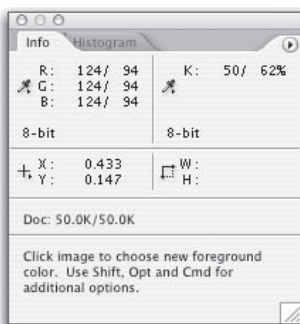 Info Histogram
R: 124/ 94 K: 50/ 62%
G: 124/ 94
B: 124/ 94
8-bit 8-bit
X: 0.433 W:
Y: 0.147 H:
Doc: 50.0K/50.0K
Click image to choose new foreground
color. Use Shift, Opt and Cmd for
additional options.